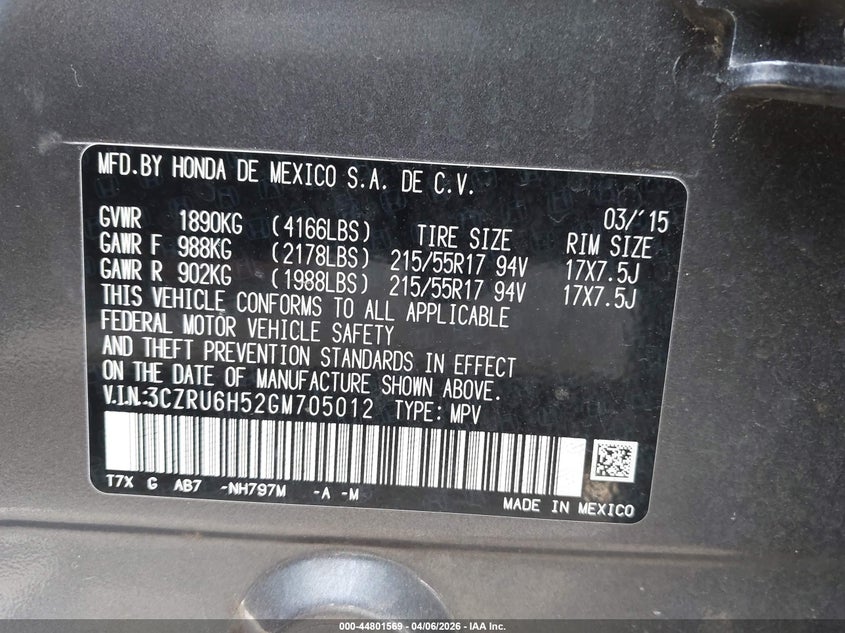 MFD.BY HONDA DE MEXICO S.A. DE C.V.
03/'15
GVWR 1890KG (4166LBS) TIRE SIZE RIM SIZE
GAWR F 988KG (2178LBS) 215/55R17 94V 17X7.5J
GAWR R 902KG (1988LBS) 215/55R17 94V 17X7.5J
THIS VEHICLE CONFORMS TO ALL APPLICABLE
FEDERAL MOTOR VEHICLE SAFETY
AND THEFT PREVENTION STANDARDS IN EFFECT
ON THE DATE OF MANUFACTURE SHOWN ABOVE.
V.I.N.:3CZRU6H52GM705012 TYPE: MPV
T7X G AB7 -NH797M -A -M
MADE IN MEXICO
000-44801569 - 04/06/2026 - IAA Inc.